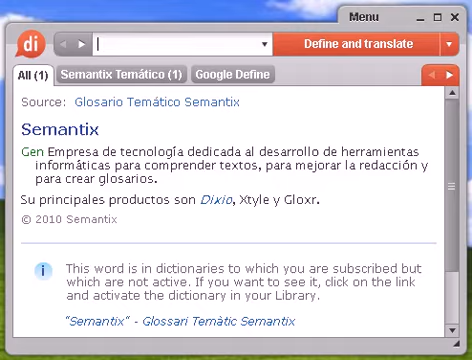 Menu
di
Define and translate
All (1)
Semantix Temático (1)
Google Define
Source: Glosario Temático Semantix
Semantix
Gen Empresa de tecnología dedicada al desarrollo de herramientas
informáticas para comprender textos, para mejorar la redacción y
para crear glosarios.
Su principales productos son Dixio, Xtyle y Gloxr.
© 2010 Semantix
i
This word is in dictionaries to which you are subscribed but
which are not active. If you want to see it, click on the link
and activate the dictionary in your Library.
"Semantix" - Glossari Temàtic Semantix